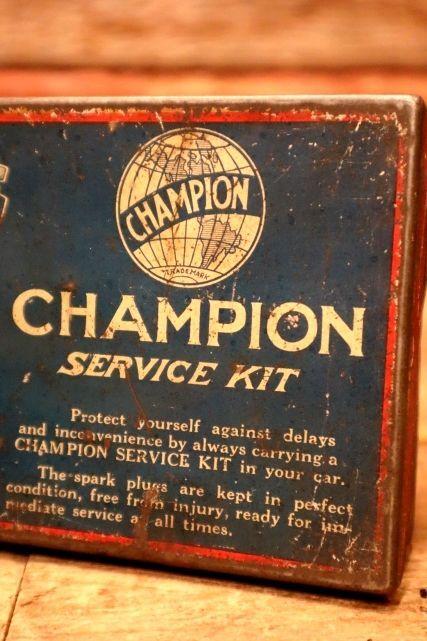 S
CHAMPION
TRADE MARK
CHAMPION
SERVICE KIT
Protect yourself against delays
and inconvenience by always carrying a
CHAMPION SERVICE KIT in your car.
The spark plugs are kept in perfect
condition, free from injury, ready for im-
mediate service at all times.